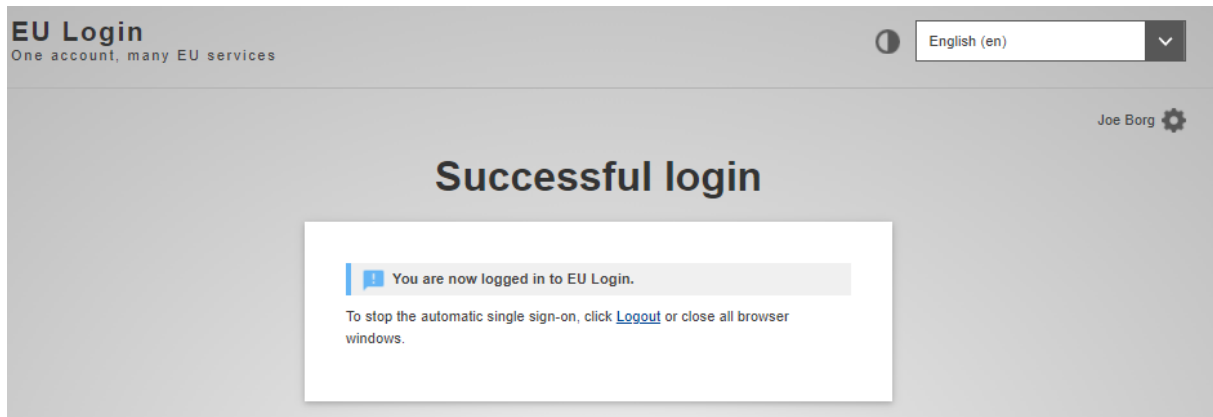 EU Login
One account, many EU services
English (en)
Joe Borg
Successful login
You are now logged in to EU Login.
To stop the automatic single sign-on, click Logout or close all browser
windows.